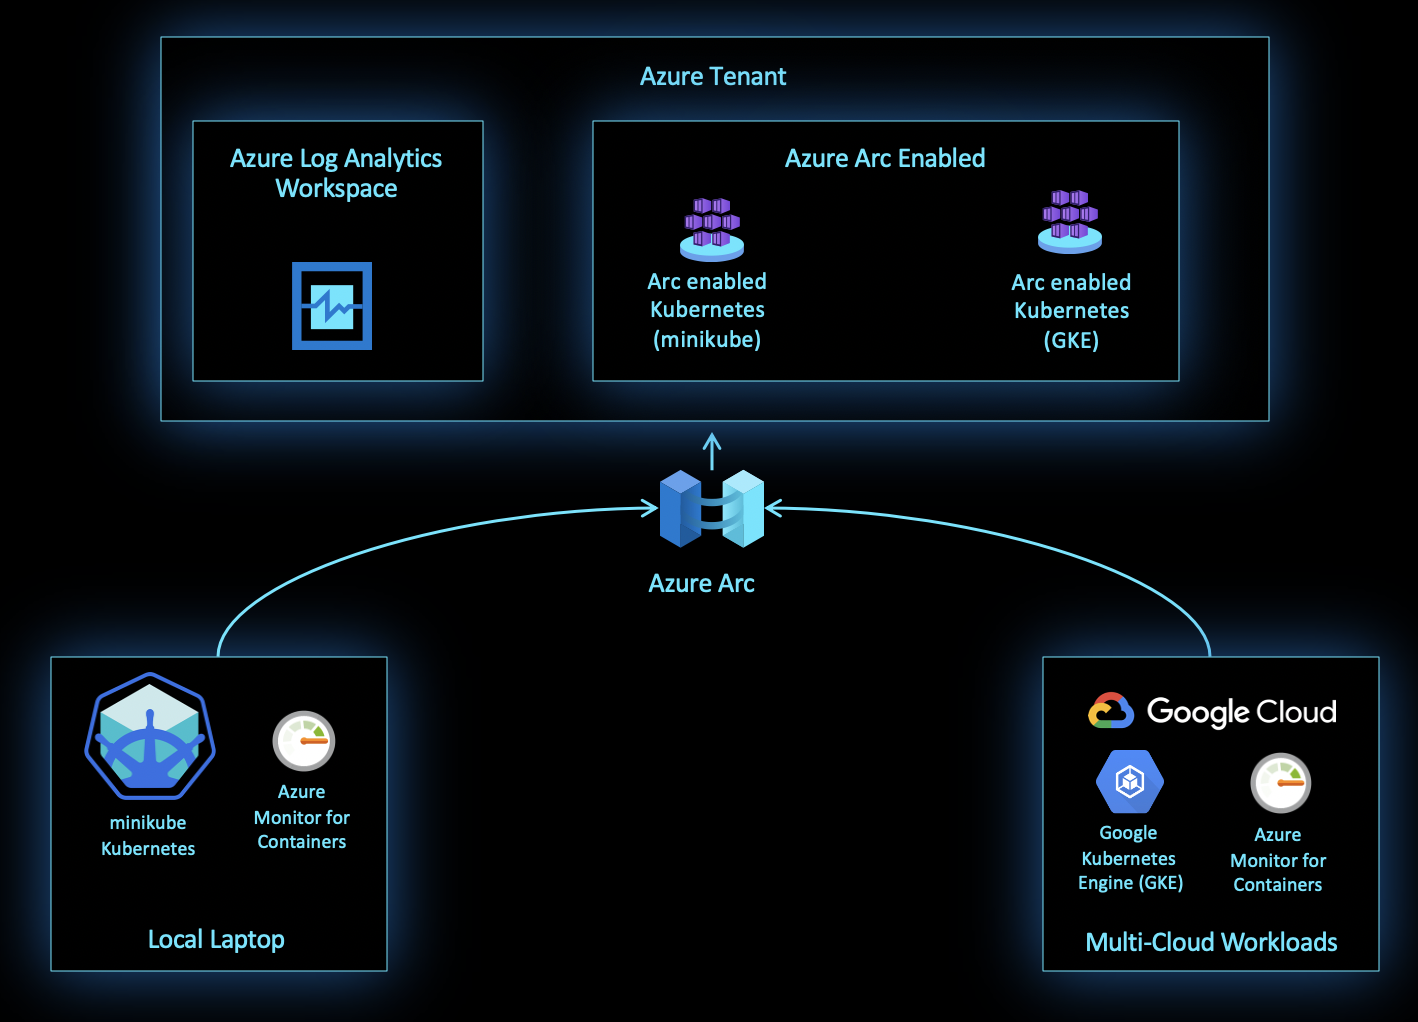 Azure Tenant
Azure Log Analytics
Workspace
Azure Arc Enabled
Arc enabled
Kubernetes
(minikube)
Arc enabled
Kubernetes
(GKE)
Azure Arc
minikube
Kubernetes
Azure
Monitor for
Containers
Local Laptop
Google Cloud
Google
Kubernetes
Engine (GKE)
Azure
Monitor for
Containers
Multi-Cloud Workloads